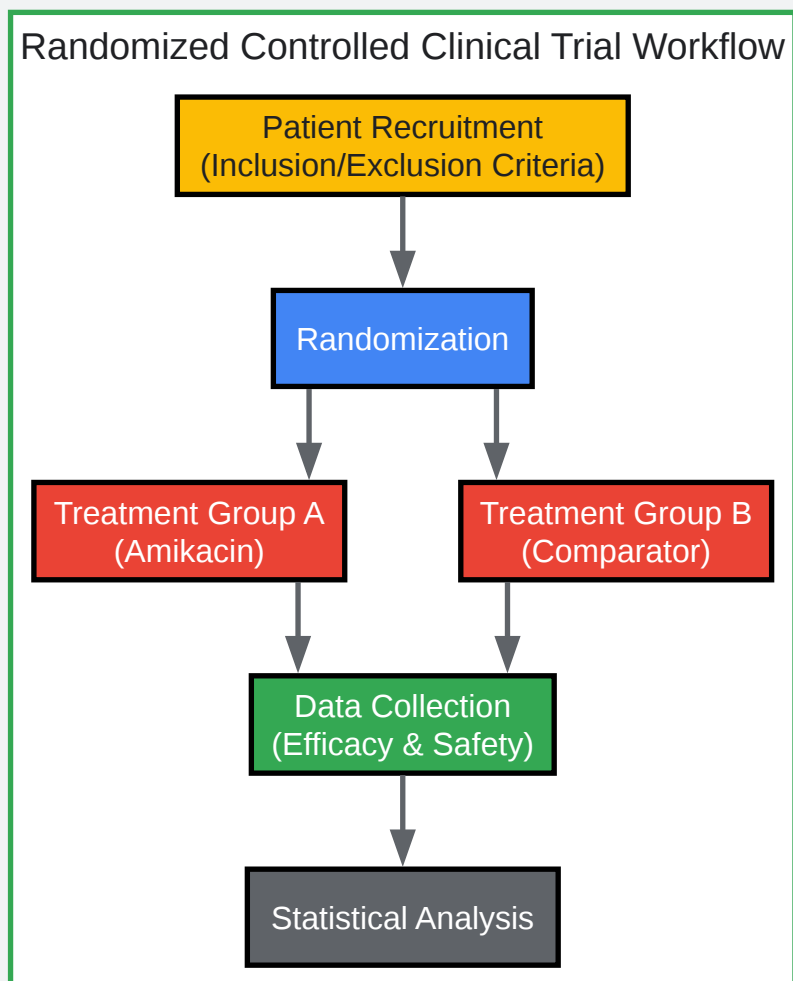 Randomized Controlled Clinical Trial Workflow
Patient Recruitment
(Inclusion/Exclusion Criteria)
Randomization
Treatment Group A
(Amikacin)
Treatment Group B
(Comparator)
Data Collection
(Efficacy & Safety)
Statistical Analysis